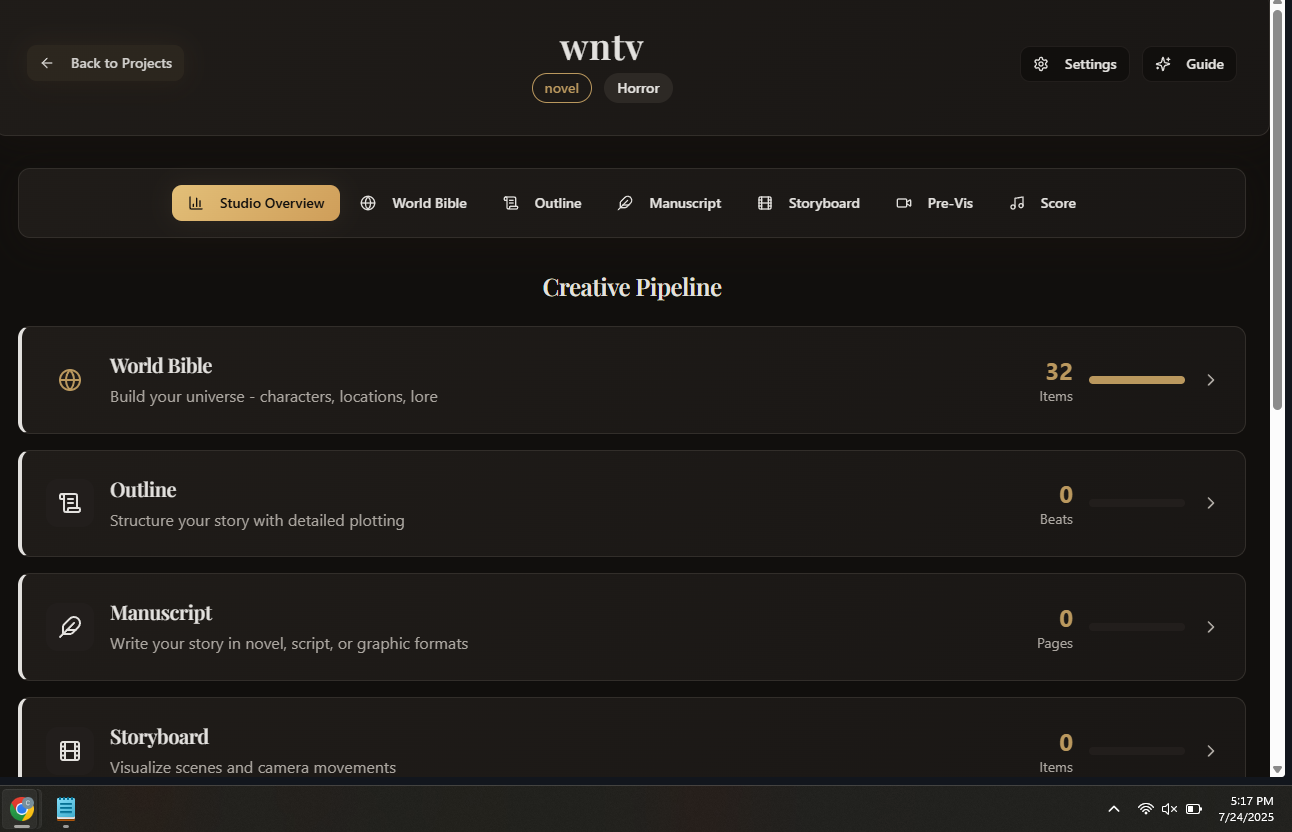 wntv
Back to Projects
novel
Horror
Settings
Guide
Studio Overview
World Bible
Outline
Manuscript
Storyboard
Pre-Vis
Score
Creative Pipeline
World Bible
Build your universe - characters, locations, lore
32
Items
Outline
Structure your story with detailed plotting
0
Beats
Manuscript
Write your story in novel, script, or graphic formats
0
Pages
Storyboard
Visualize scenes and camera movements
0
Items
5:17 PM
7/24/2025